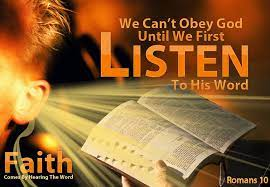 We Can't Obey God
Until We First
LISTEN
To His Word
Faith
Comes By Hearing The Word
Romans 10